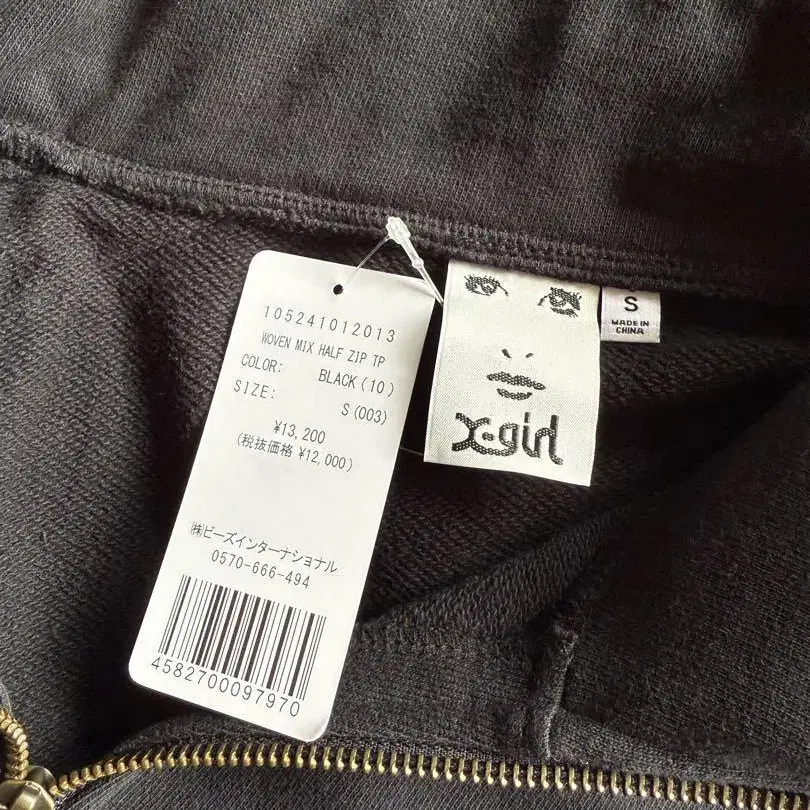 105241012013
WOVEN MIX HALF ZIP TP
COLOR: BLACK(10)
SIZE: S(003)
¥13,200
(税抜価格 ¥12,000)
㈱ビーズインターナショナル
0570-666-494
4582700097970
X-girl
S
MADE IN
CHINA